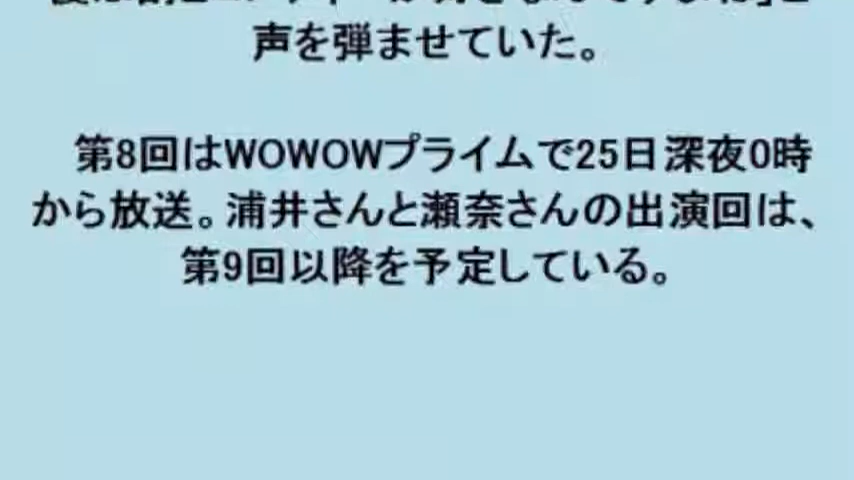 声を弾ませていた。
第8回はWOWOWプライムで25日深夜0時
から放送。浦井さんと瀬奈さんの出演回は、
第9回以降を予定している。